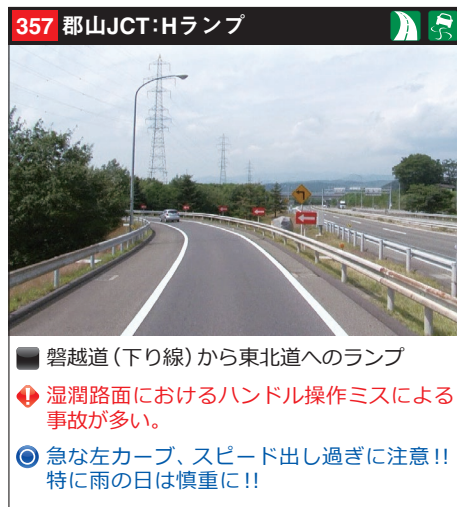 357 郡山JCT:Hランプ
磐越道(下り線)から東北道へのランプ
湿潤路面におけるハンドル操作ミスによる
事故が多い。
急な左カーブ、スピード出し過ぎに注意!!
特に雨の日は慎重に!!